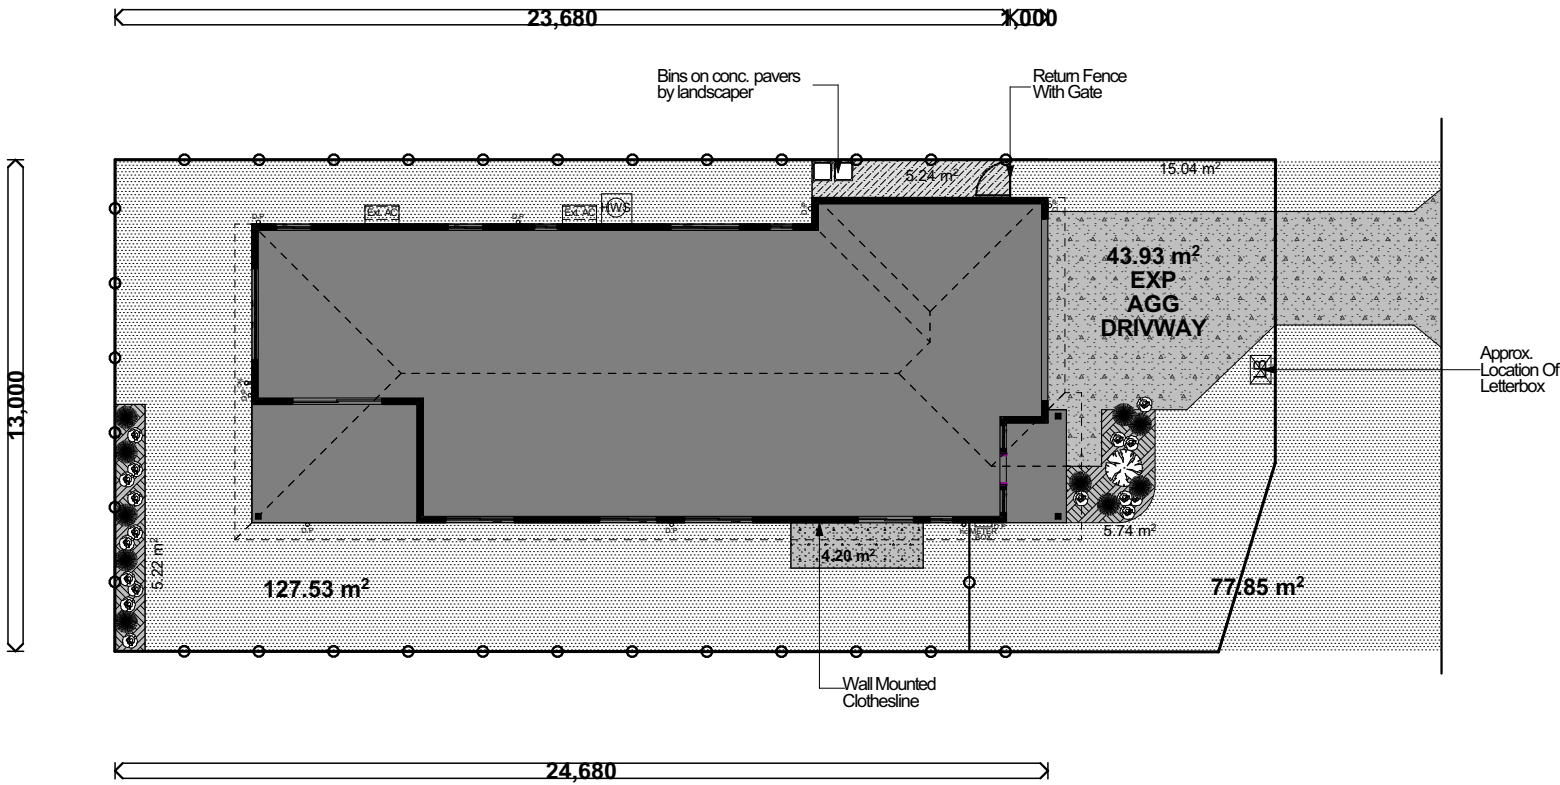 23,680
1,000
Bins on conc. pavers
by landscaper
Return Fence
With Gate
5.24 m²
15.04 m²
Ext. AC
Ext. AC
HWS
D.P
D.P
43.93 m²
EXP
AGG
DRIVWAY
Approx.
Location Of
Letterbox
LB
13,000
5.22 m²
127.53 m²
D.P
D.P
4.20 m²
METER
5.74 m²
77.85 m²
Wall Mounted
Clothesline
24,680